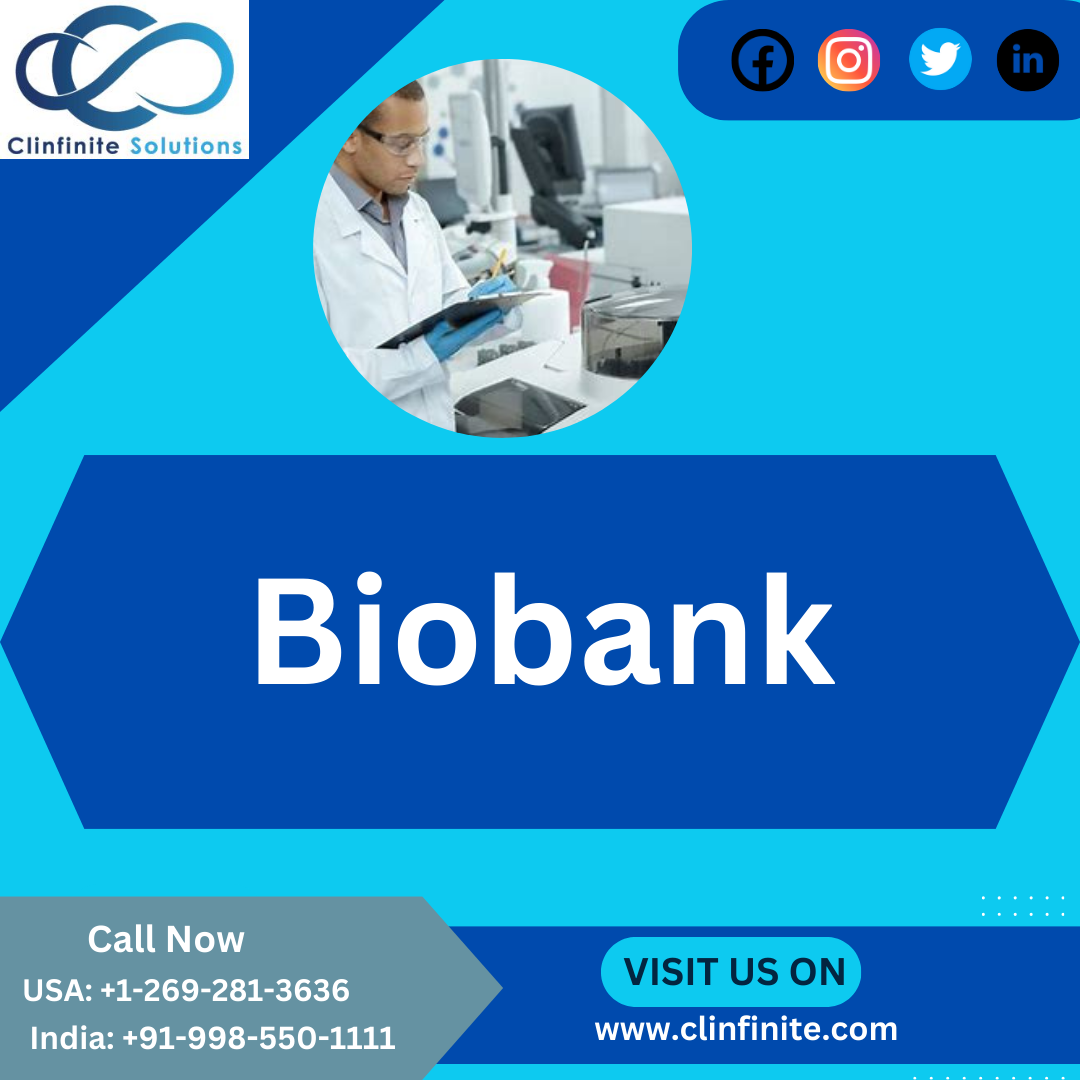 Clinfinite Solutions
Biobank
Call Now
USA: +1-269-281-3636
India: +91-998-550-1111
VISIT US ON
www.clinfinite.com